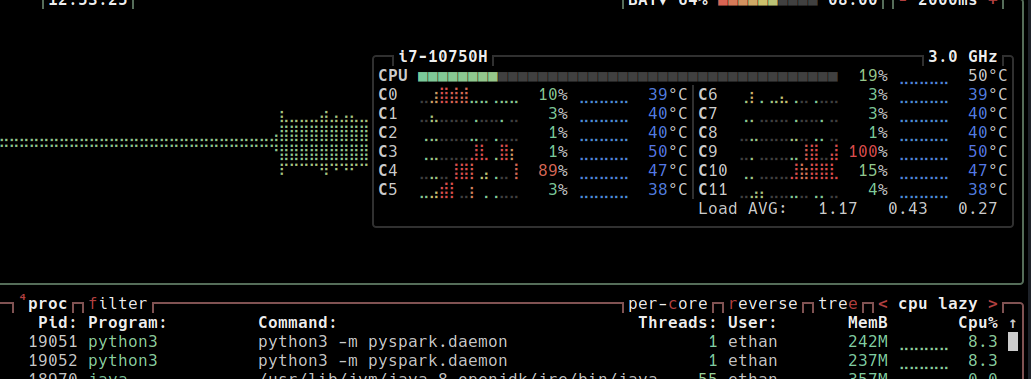 12:53:25 BAT▼ 64% 08:00 - 2000ms +
i7-10750H 3.0 GHz
CPU 19% 50°C
C0 10% 39°C C6 3% 39°C
C1 3% 40°C C7 3% 40°C
C2 1% 40°C C8 1% 40°C
C3 1% 50°C C9 100% 50°C
C4 89% 47°C C10 15% 47°C
C5 3% 38°C C11 4% 38°C
Load AVG: 1.17 0.43 0.27
4 proc filter per-core reverse tree < cpu lazy >
Pid: Program: Command: Threads: User: MemB Cpu% ↑
19051 python3 python3 -m pyspark.daemon 1 ethan 242M 8.3
19052 python3 python3 -m pyspark.daemon 1 ethan 237M 8.3
18970 java /usr/lib/jvm/java-8-openjdk/jre/bin/java 55 ethan 357M 0.0